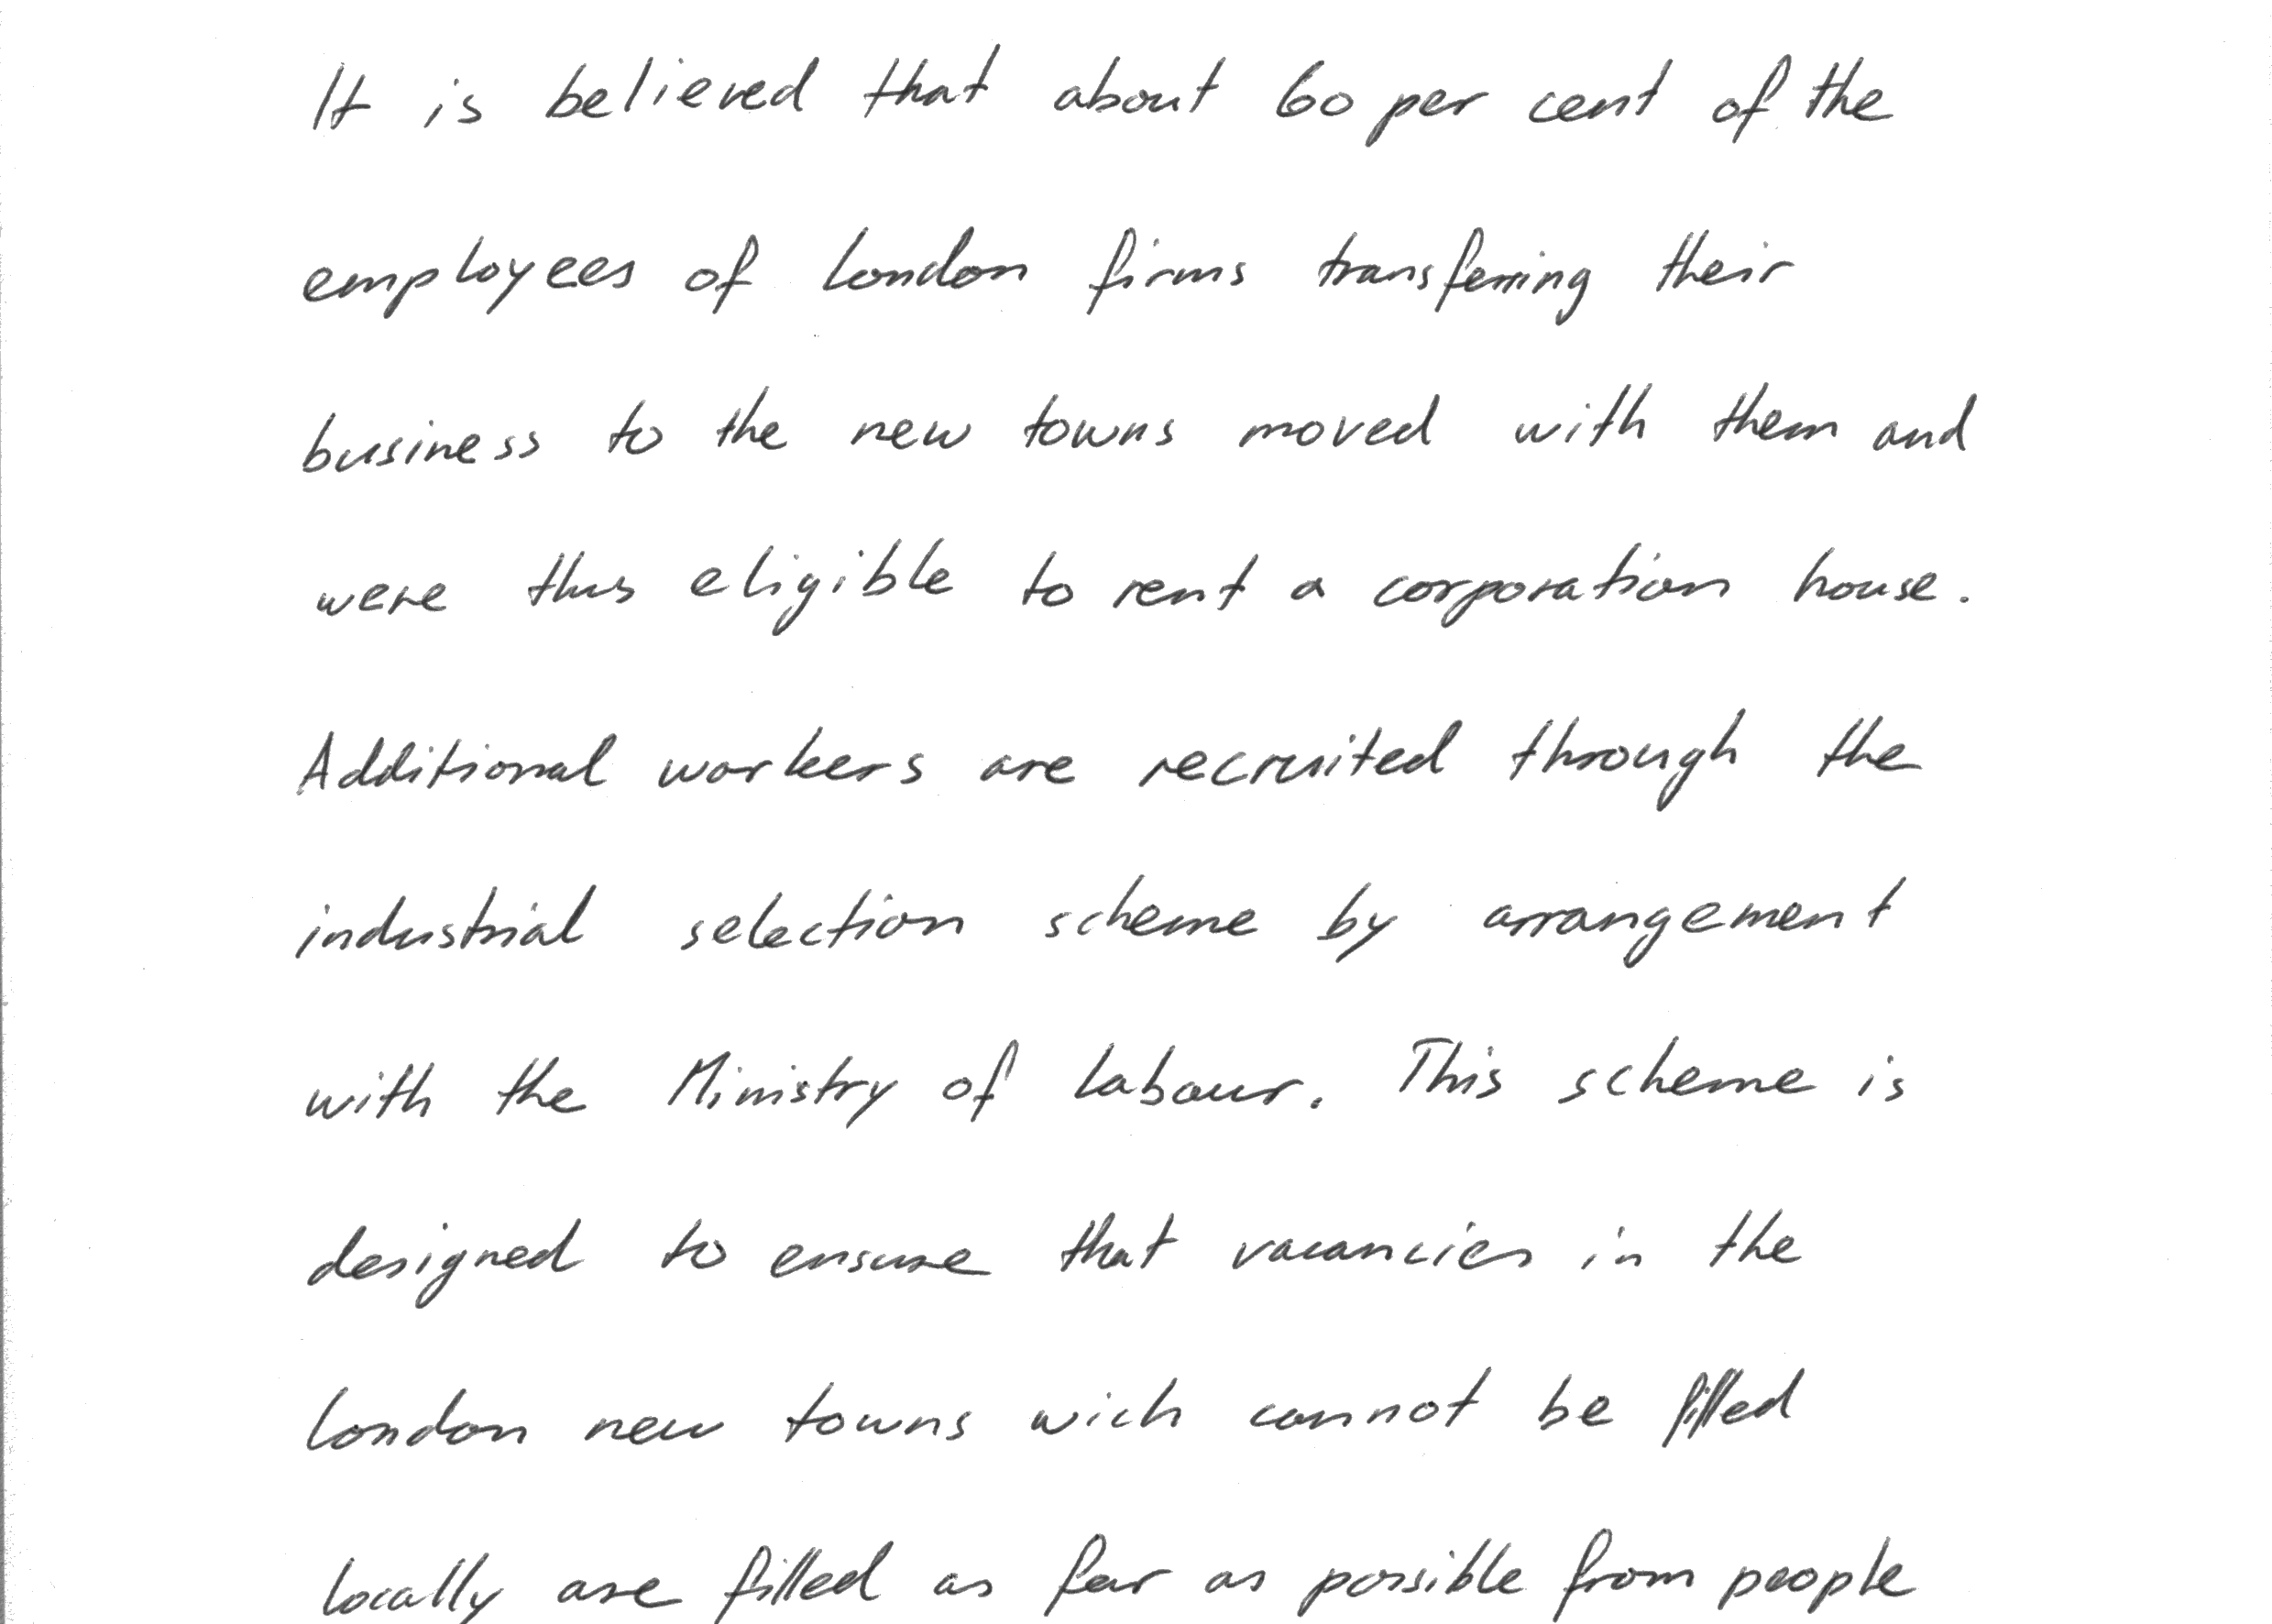 It is believed that about 60 per cent of the
employees of London firms transferring their
business to the new towns moved with them and
were thus eligible to rent a corporation house.
Additional workers are recruited through the
industrial selection scheme by arrangement
with the Ministry of Labour. This scheme is
designed to ensure that vacancies in the
London new towns wich cannot be filled
locally are filled as far as possible from people